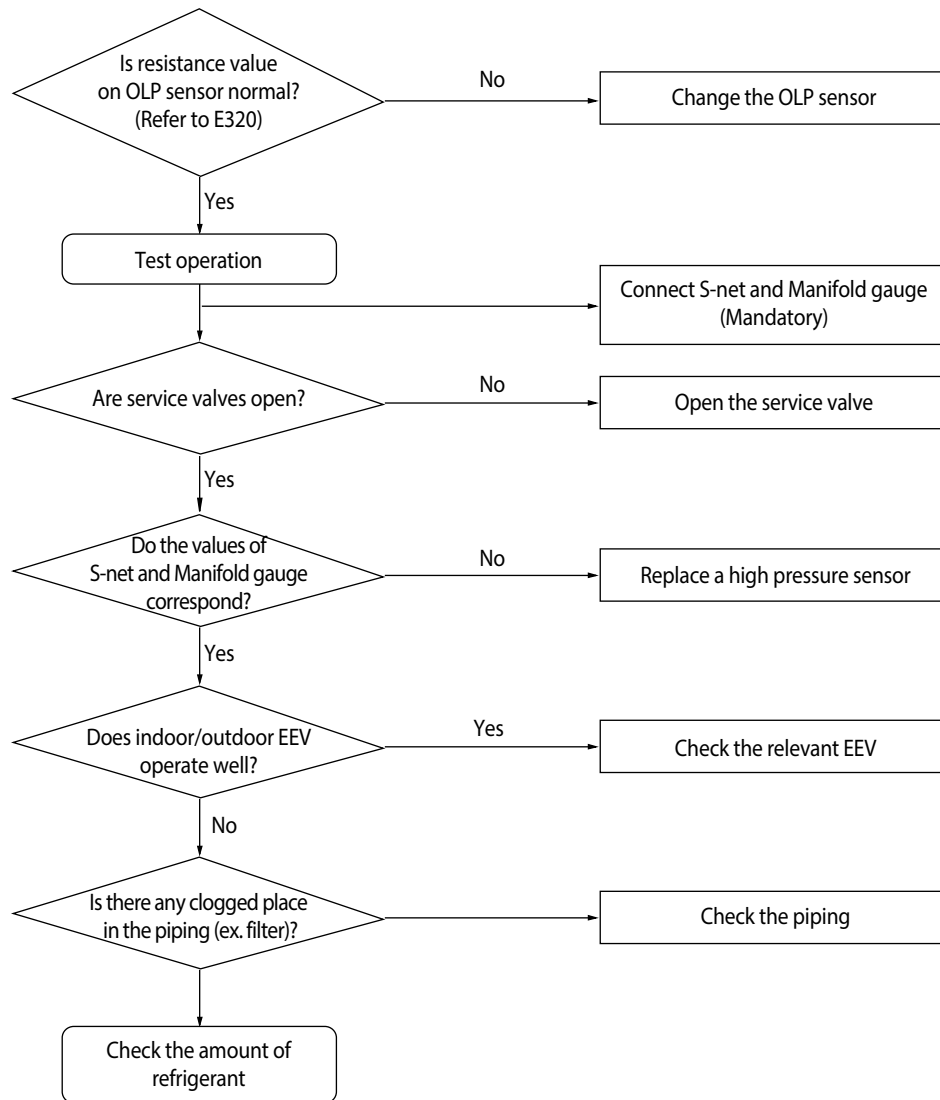 Is resistance value
on OLP sensor normal?
(Refer to E320)
No
Change the OLP sensor
Yes
Test operation
Connect S-net and Manifold gauge
(Mandatory)
Are service valves open?
No
Open the service valve
Yes
Do the values of
S-net and Manifold gauge
correspond?
No
Replace a high pressure sensor
Yes
Does indoor/outdoor EEV
operate well?
Yes
Check the relevant EEV
No
Is there any clogged place
in the piping (ex. filter)?
Check the piping
Check the amount of
refrigerant